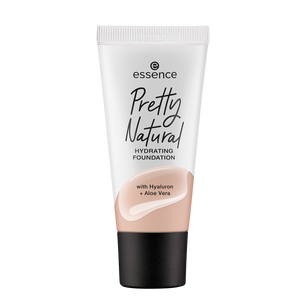 essence
Pretty
Natural
HYDRATING
FOUNDATION
with Hyaluron
+ Aloe Vera